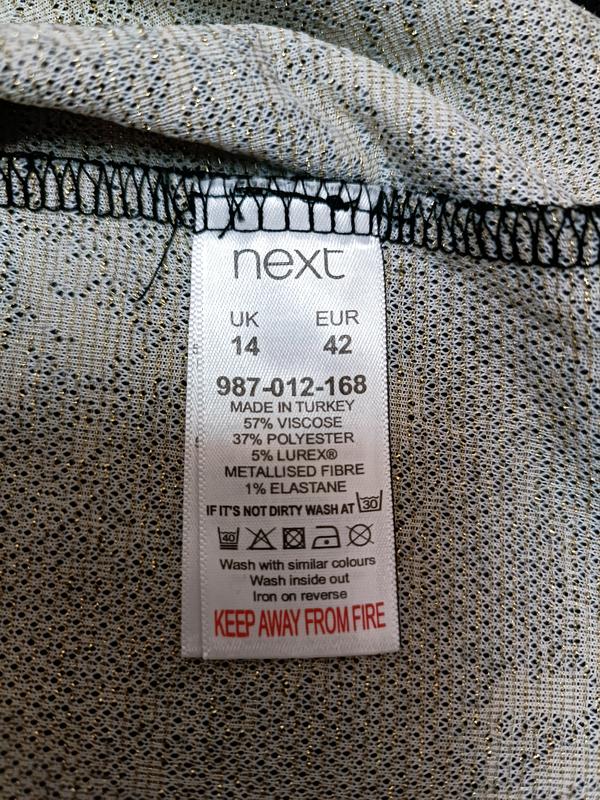 next
UK EUR
14 42
987-012-168
MADE IN TURKEY
57% VISCOSE
37% POLYESTER
5% LUREX®
METALLISED FIBRE
1% ELASTANE
IF IT'S NOT DIRTY WASH AT 30
40
Wash with similar colours
Wash inside out
Iron on reverse
KEEP AWAY FROM FIRE